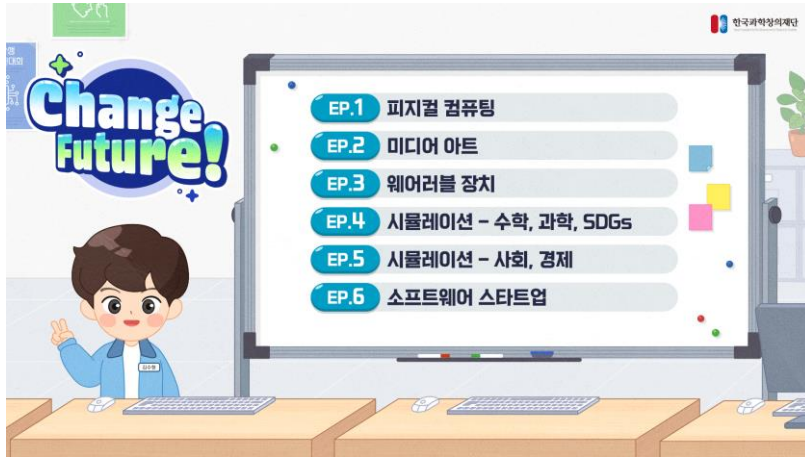 한국과학창의재단
Change
Future!
EP.1 피지컬 컴퓨팅
EP.2 미디어 아트
EP.3 웨어러블 장치
EP.4 시뮬레이션 – 수학, 과학, SDGs
EP.5 시뮬레이션 – 사회, 경제
EP.6 소프트웨어 스타트업